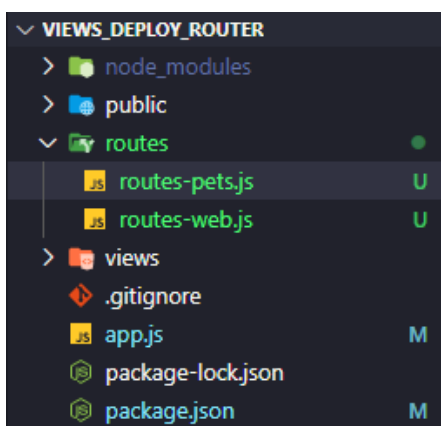 VIEWS_DEPLOY_ROUTER
node_modules
public
routes
JS routes-pets.js U
JS routes-web.js U
views
.gitignore
JS app.js M
package-lock.json
package.json M